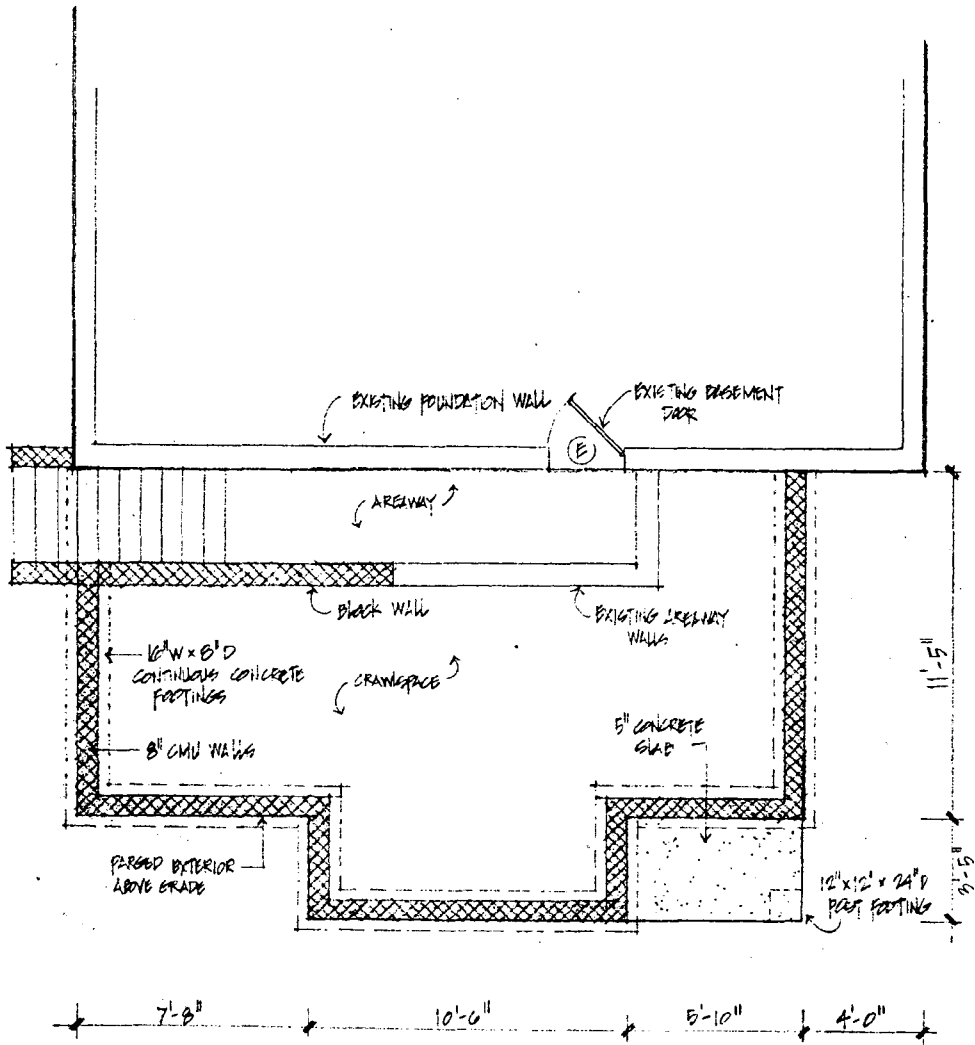 EXISTING FOUNDATION WALL
EXISTING BASEMENT
DOOR
E
AREAWAY
BLOCK WALL
EXISTING AREAWAY
WALLS
16"W x 8"D
CONTINUOUS CONCRETE
FOOTINGS
CRAWLSPACE
8" CMU WALLS
5" CONCRETE
SLAB
11'-5"
PARGED EXTERIOR
ABOVE GRADE
12" x 12" x 24"D
POST FOOTING
3'-5"
7'-8"
10'-6"
5'-10"
4'-0"